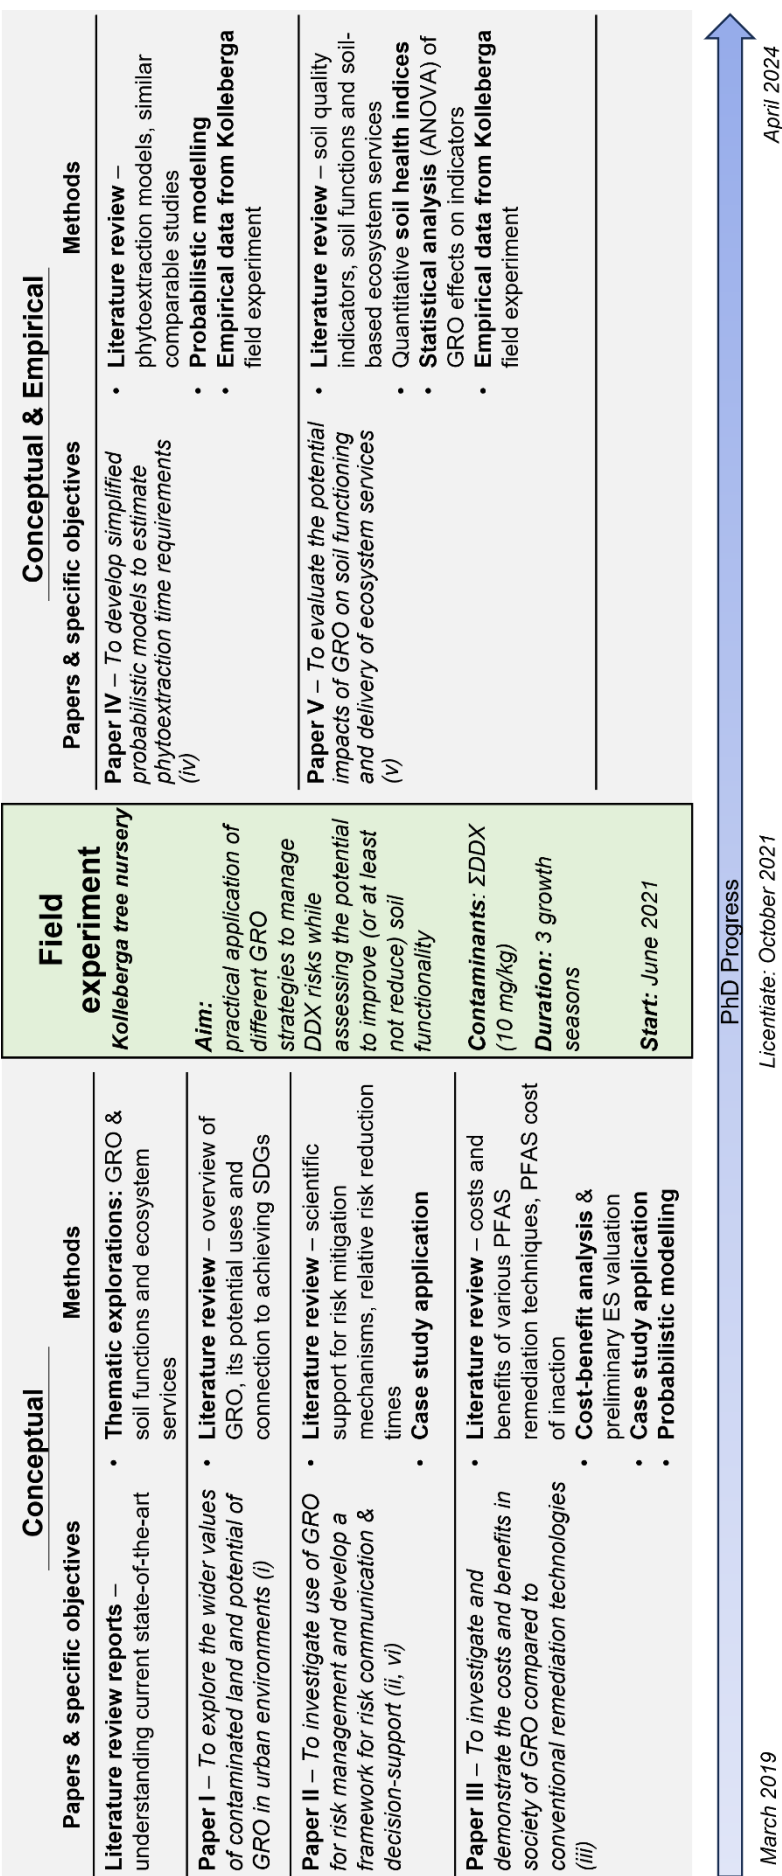 Conceptual
Papers & specific objectives
Methods
Literature review reports –
understanding current state-of-the-art
• Thematic explorations: GRO &
soil functions and ecosystem
services
Paper I – To explore the wider values
of contaminated land and potential of
GRO in urban environments (i)
• Literature review – overview of
GRO, its potential uses and
connection to achieving SDGs
Paper II – To investigate use of GRO
for risk management and develop a
framework for risk communication &
decision-support (ii, vi)
• Literature review – scientific
support for risk mitigation
mechanisms, relative risk reduction
times
• Case study application
Paper III – To investigate and
demonstrate the costs and benefits in
society of GRO compared to
conventional remediation technologies
(iii)
• Literature review – costs and
benefits of various PFAS
remediation techniques, PFAS cost
of inaction
• Cost-benefit analysis &
preliminary ES valuation
• Case study application
• Probabilistic modelling
Field
experiment
Kolleberga tree nursery
Aim:
practical application of
different GRO
strategies to manage
DDX risks while
assessing the potential
to improve (or at least
not reduce) soil
functionality
Contaminants: ΣDDX
(10 mg/kg)
Duration: 3 growth
seasons
Start: June 2021
Conceptual & Empirical
Papers & specific objectives
Methods
Paper IV – To develop simplified
probabilistic models to estimate
phytoextraction time requirements
(iv)
• Literature review –
phytoextraction models, similar
comparable studies
• Probabilistic modelling
• Empirical data from Kolleberga
field experiment
Paper V – To evaluate the potential
impacts of GRO on soil functioning
and delivery of ecosystem services
(v)
• Literature review – soil quality
indicators, soil functions and soil-
based ecosystem services
• Quantitative soil health indices
• Statistical analysis (ANOVA) of
GRO effects on indicators
• Empirical data from Kolleberga
field experiment
PhD Progress
March 2019
Licentiate: October 2021
April 2024